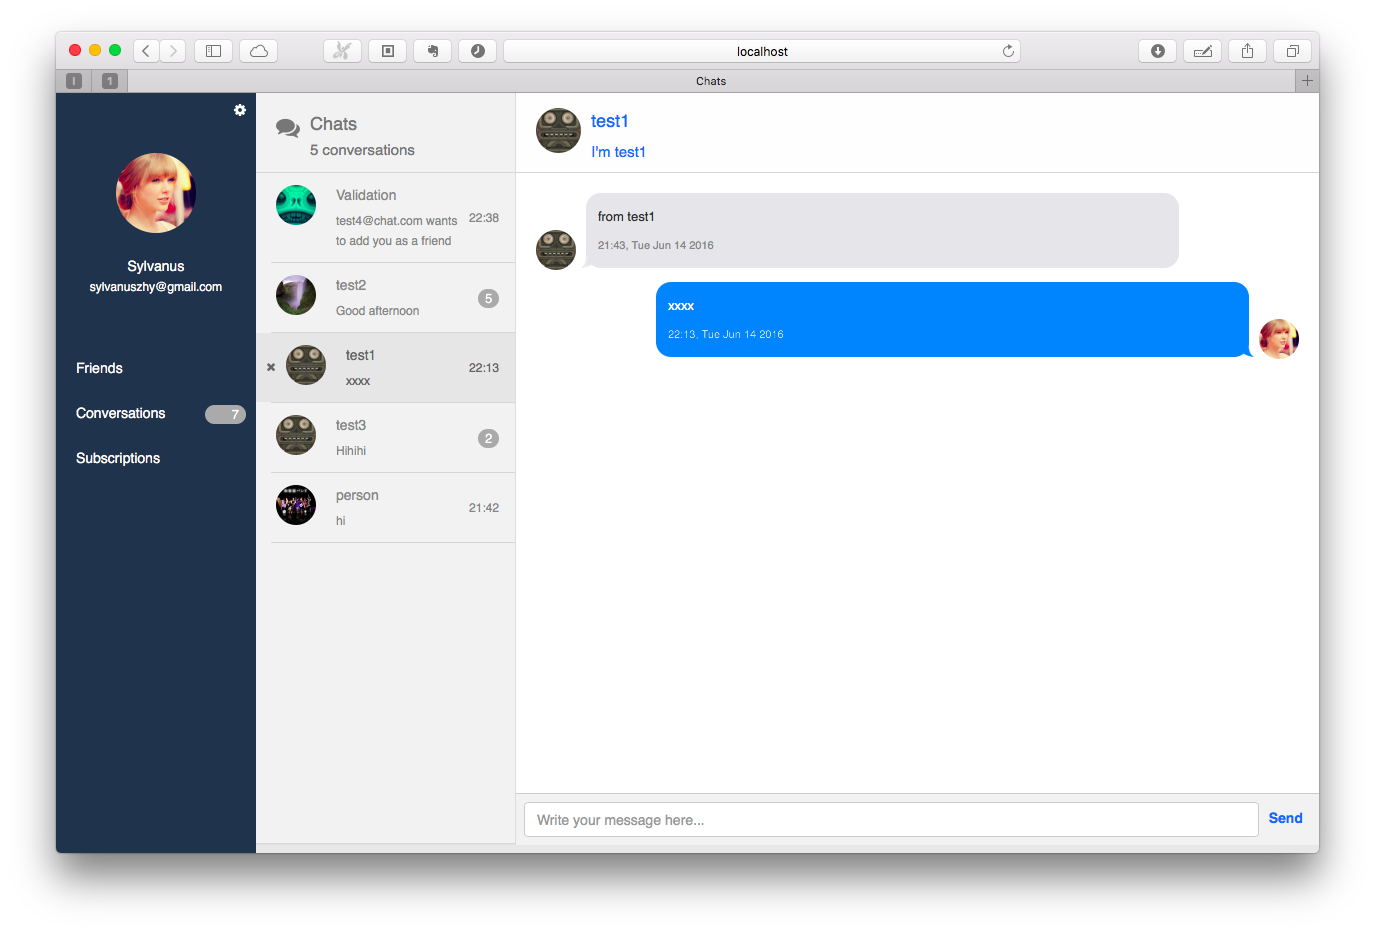 localhost
I
1
Chats
Sylvanus
sylvanuszhy@gmail.com
Friends
Conversations 7
Subscriptions
Chats
5 conversations
Validation
test4@chat.com wants
to add you as a friend
22:38
test2
Good afternoon
5
test1
xxxx
22:13
test3
Hihihi
2
person
hi
21:42
test1
I'm test1
from test1
21:43, Tue Jun 14 2016
xxxx
22:13, Tue Jun 14 2016
Write your message here...
Send